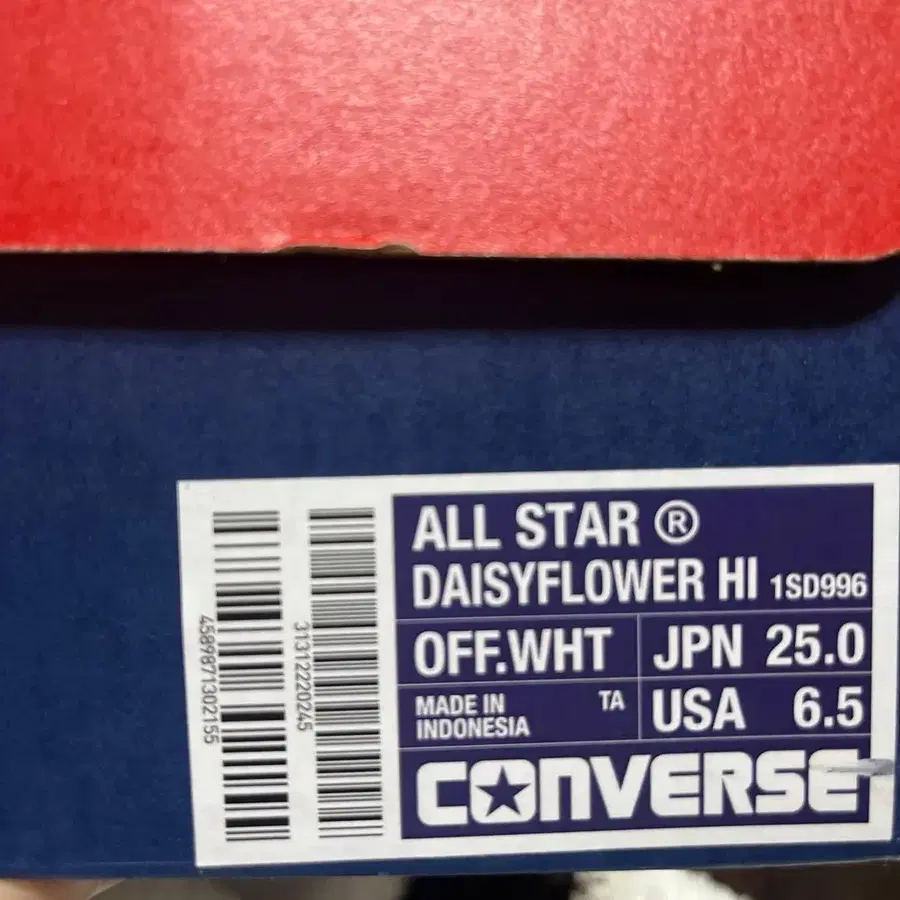 ALL STAR ®
DAISYFLOWER HI 1SD996
OFF.WHT JPN 25.0
MADE IN INDONESIA TA USA 6.5
CONVERSE
4589871302155
31312220245